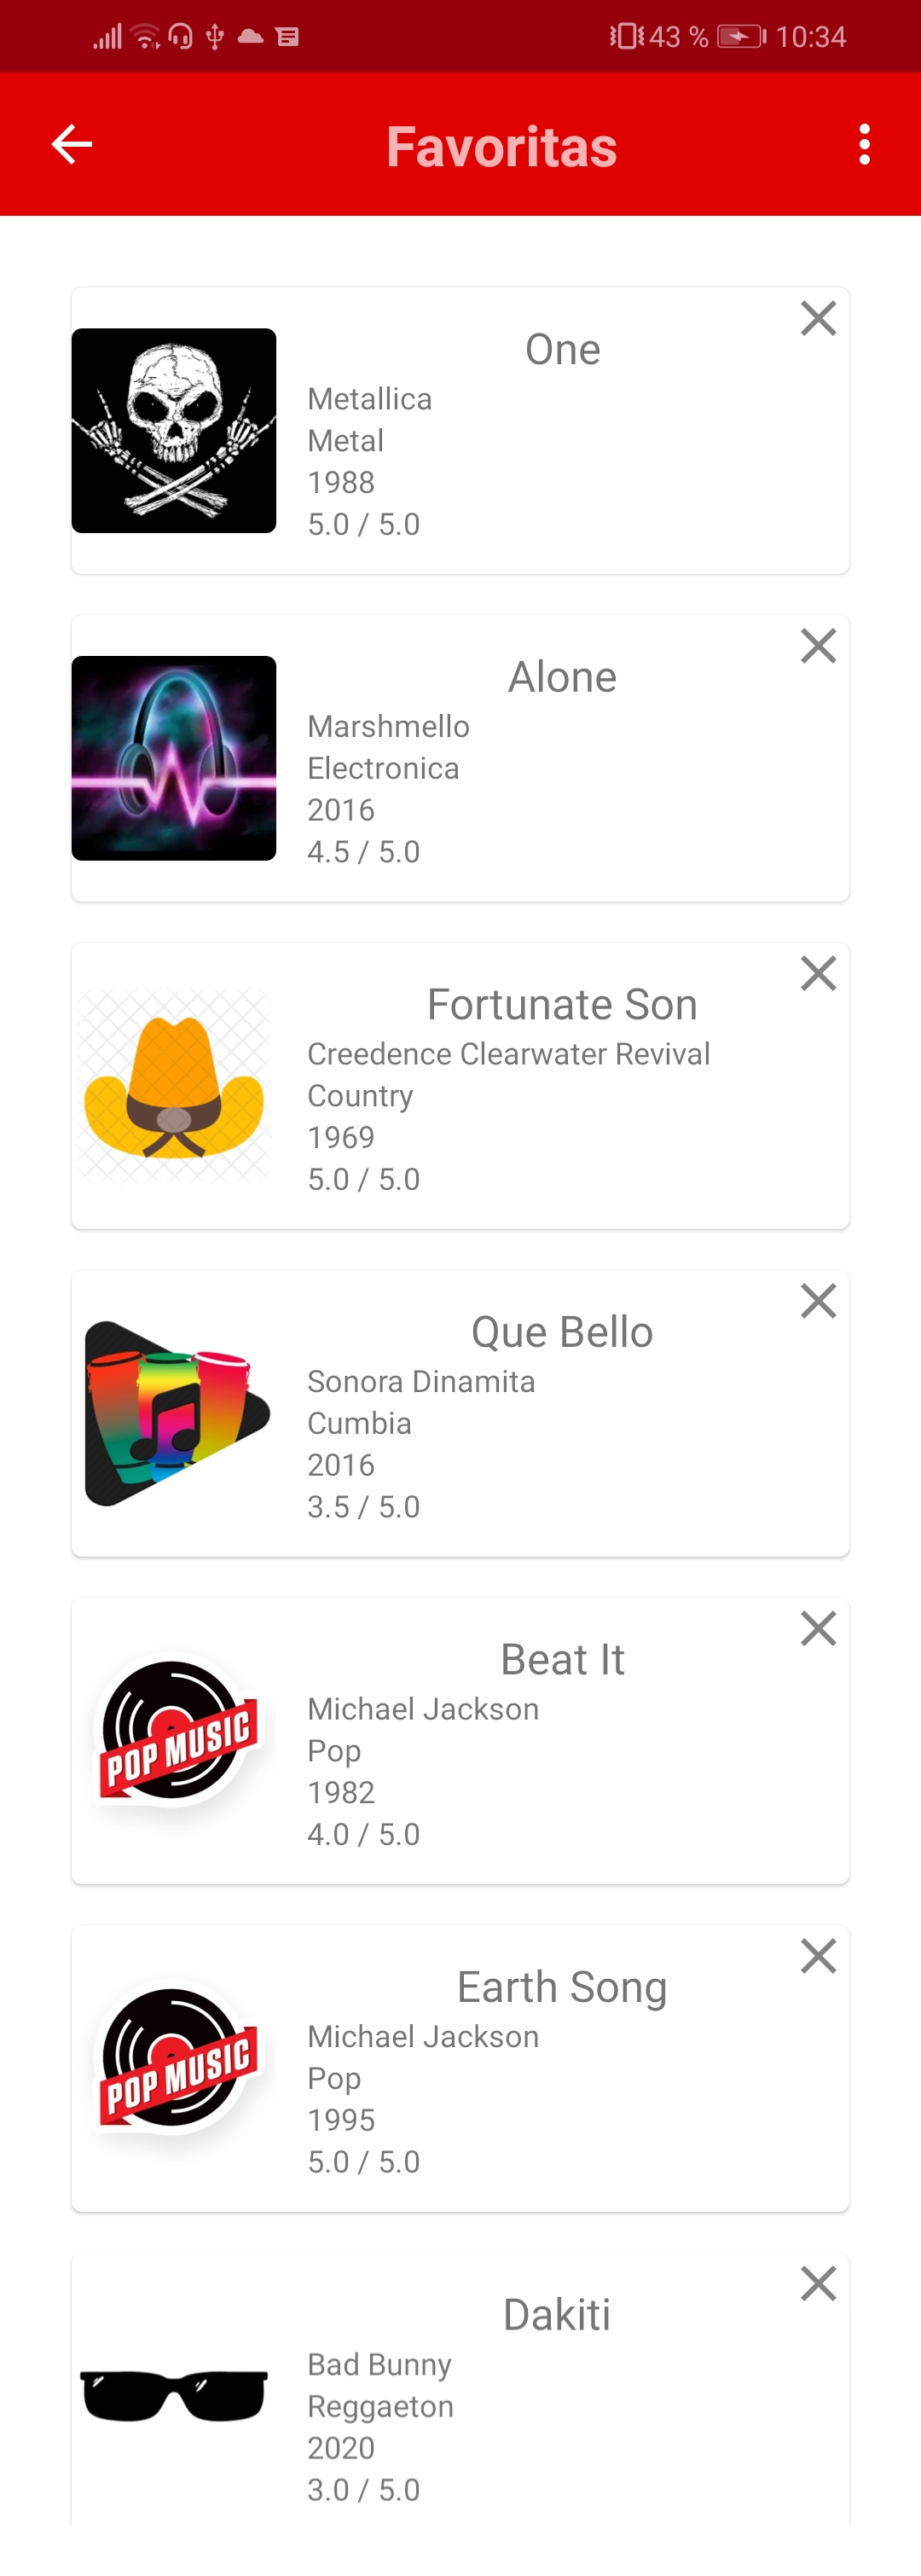 43 % 10:34
Favoritas
One
Metallica
Metal
1988
5.0 / 5.0
Alone
Marshmello
Electronica
2016
4.5 / 5.0
Fortunate Son
Creedence Clearwater Revival
Country
1969
5.0 / 5.0
Que Bello
Sonora Dinamita
Cumbia
2016
3.5 / 5.0
Beat It
POP MUSIC
Michael Jackson
Pop
1982
4.0 / 5.0
Earth Song
POP MUSIC
Michael Jackson
Pop
1995
5.0 / 5.0
Dakiti
Bad Bunny
Reggaeton
2020
3.0 / 5.0